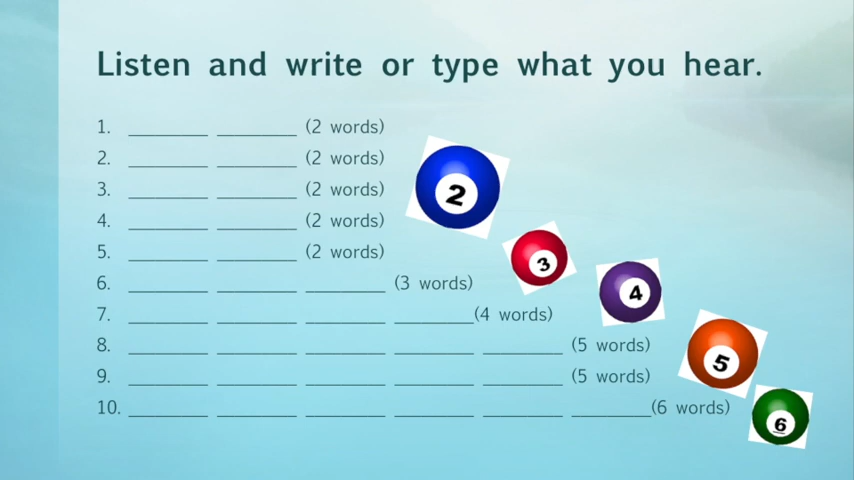 Listen and write or type what you hear.
1. ________ ________ (2 words)
2. ________ ________ (2 words)
3. ________ ________ (2 words)
4. ________ ________ (2 words)
5. ________ ________ (2 words)
6. ________ ________ ________ (3 words)
7. ________ ________ ________ ________(4 words)
8. ________ ________ ________ ________ ________ (5 words)
9. ________ ________ ________ ________ ________ (5 words)
10. ________ ________ ________ ________ ________ ________(6 words)
2
3
4
5
6